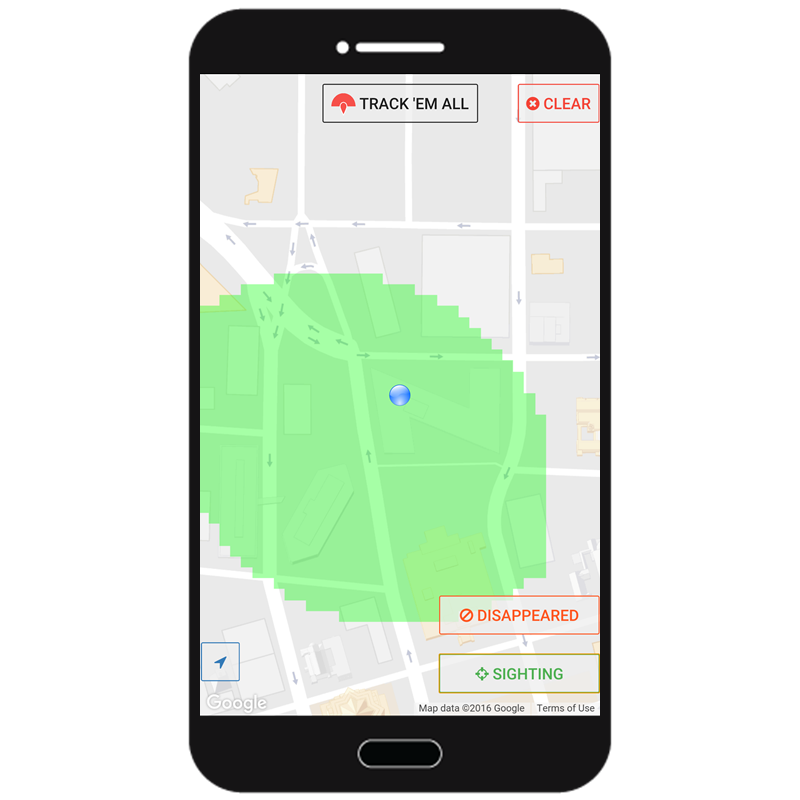 TRACK 'EM ALL
CLEAR
DISAPPEARED
SIGHTING
Google
Map data ©2016 Google
Terms of Use